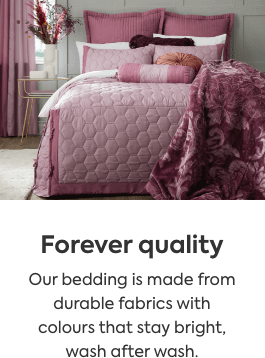 Forever quality
Our bedding is made from
durable fabrics with
colours that stay bright,
wash after wash.